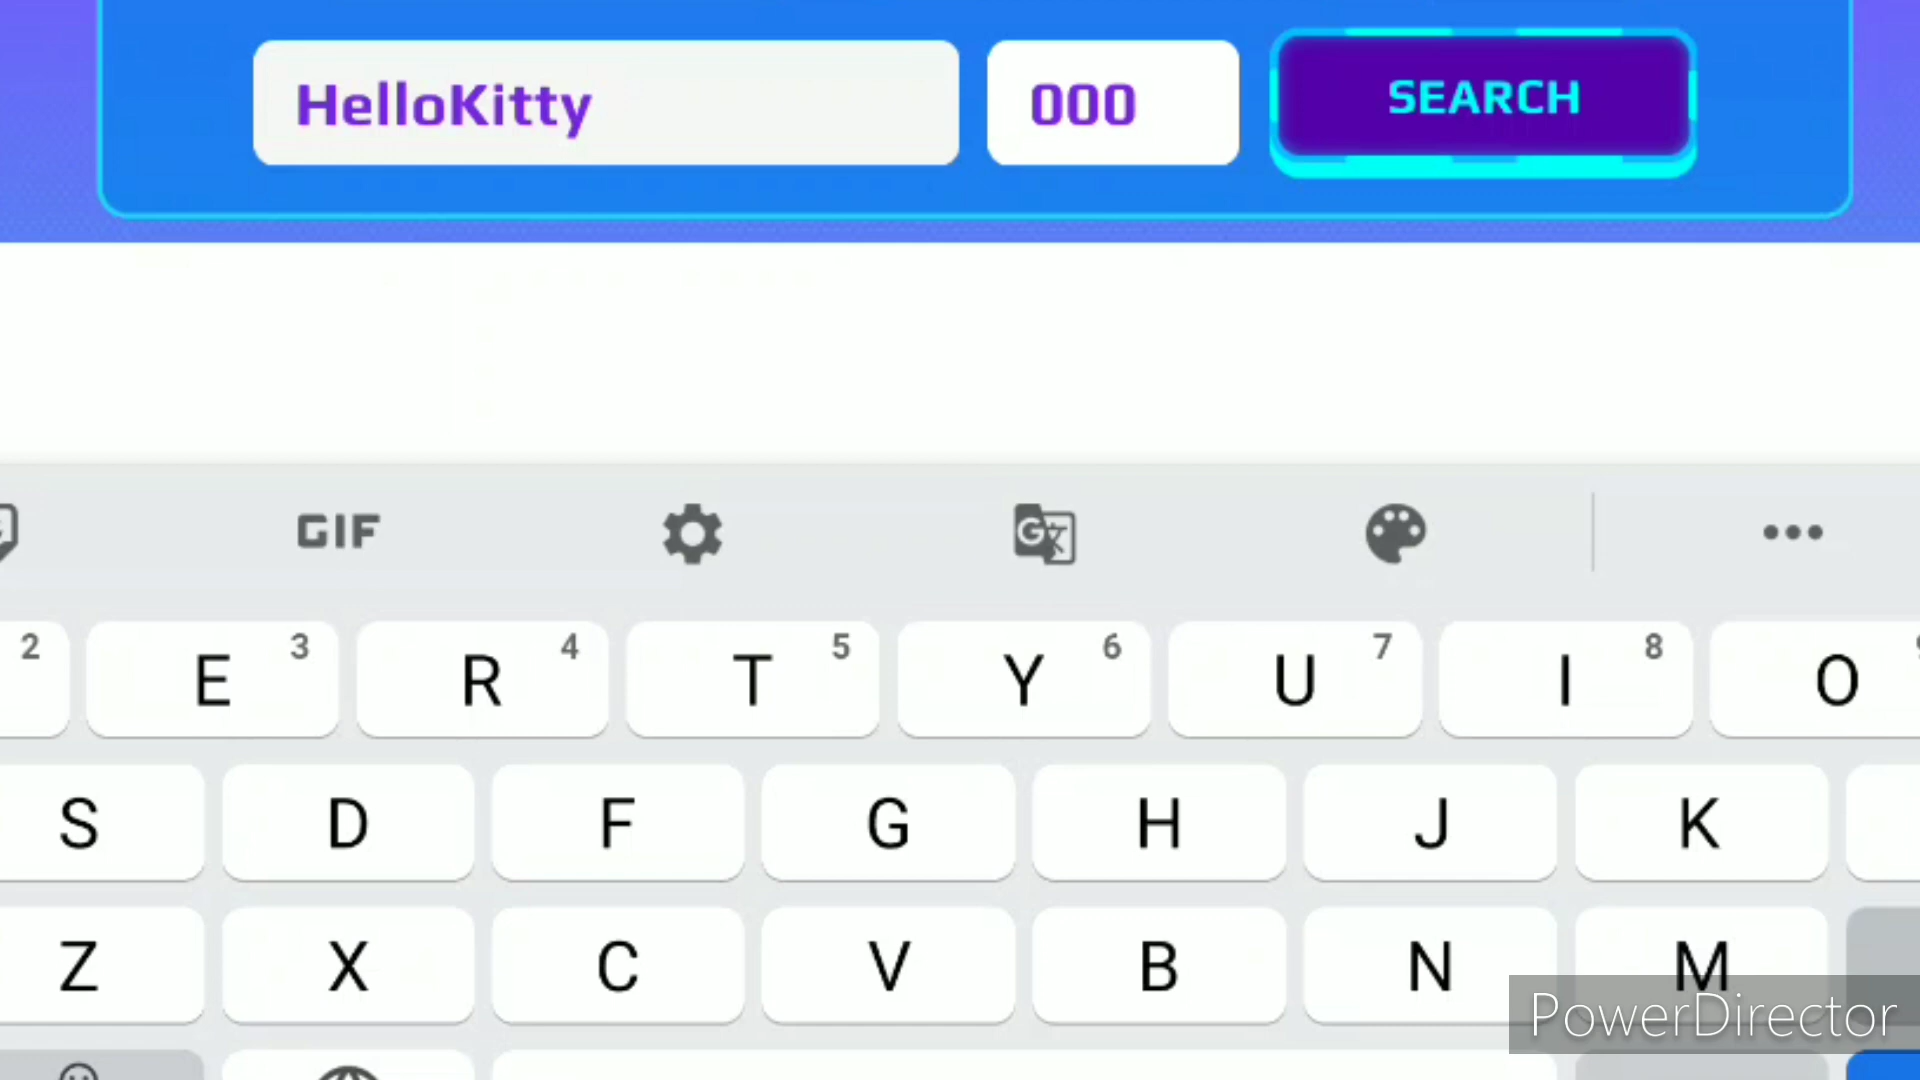 HelloKitty 000 SEARCH
GIF
2 E 3 R 4 T 5 Y 6 U 7 I 8 O
S D F G H J K
Z X C V B N M
PowerDirector